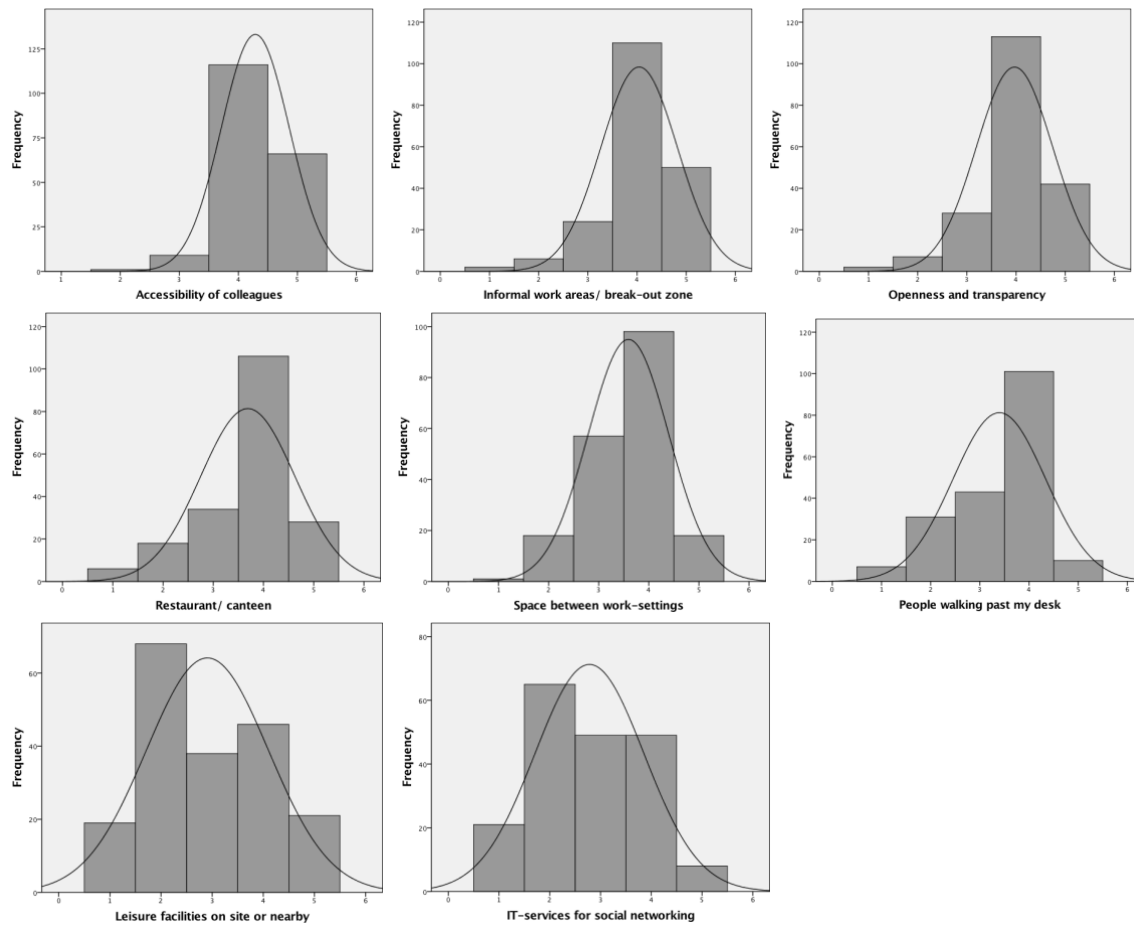 Frequency
125
100
75
50
25
0
1 2 3 4 5 6
Accessibility of colleagues
Frequency
120
100
80
60
40
20
0
0 1 2 3 4 5 6
Informal work areas/ break-out zone
Frequency
120
100
80
60
40
20
0
0 1 2 3 4 5 6
Openness and transparency
Frequency
120
100
80
60
40
20
0
0 1 2 3 4 5 6
Restaurant/ canteen
Frequency
100
80
60
40
20
0
0 1 2 3 4 5 6
Space between work-settings
Frequency
120
100
80
60
40
20
0
0 1 2 3 4 5 6
People walking past my desk
Frequency
60
40
20
0
0 1 2 3 4 5 6
Leisure facilities on site or nearby
Frequency
80
60
40
20
0
0 1 2 3 4 5 6
IT-services for social networking